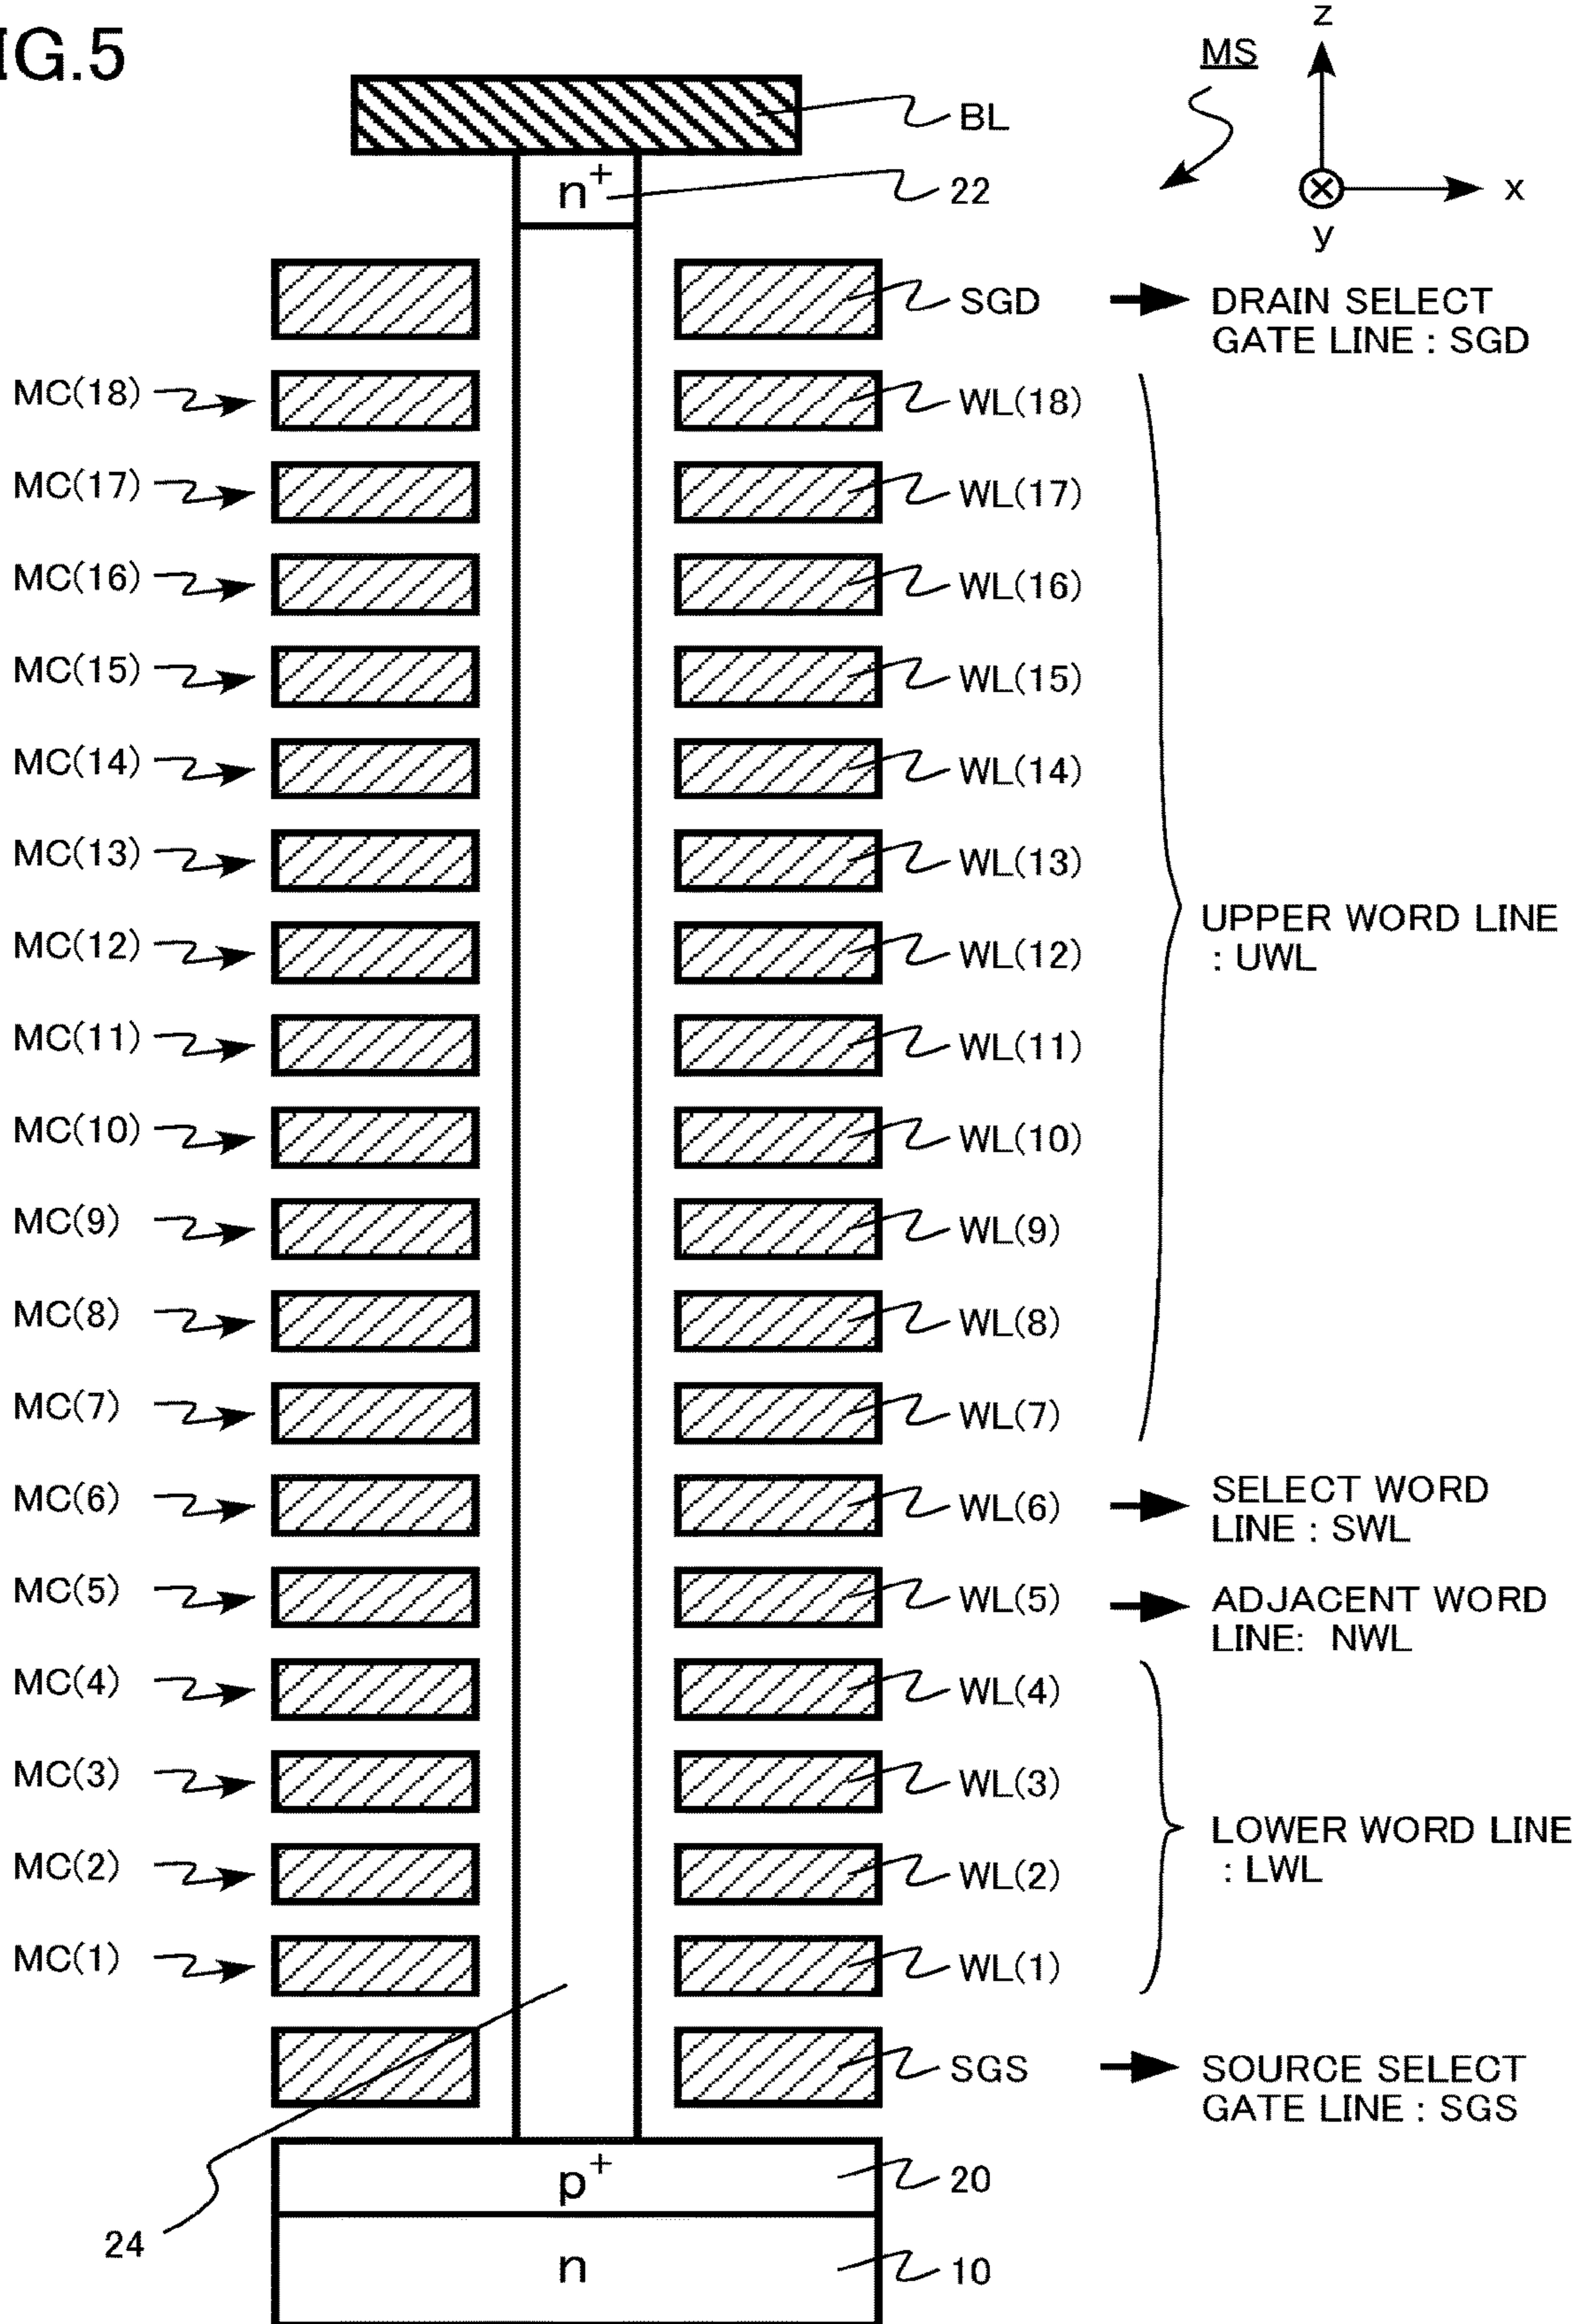 IG.5
z
MS
BL
n+
22
x
y
SGD
DRAIN SELECT
GATE LINE : SGD
MC(18)
WL(18)
MC(17)
WL(17)
MC(16)
WL(16)
MC(15)
WL(15)
MC(14)
WL(14)
MC(13)
WL(13)
UPPER WORD LINE
: UWL
MC(12)
WL(12)
MC(11)
WL(11)
MC(10)
WL(10)
MC(9)
WL(9)
MC(8)
WL(8)
MC(7)
WL(7)
MC(6)
WL(6)
SELECT WORD
LINE : SWL
MC(5)
WL(5)
ADJACENT WORD
LINE: NWL
MC(4)
WL(4)
MC(3)
WL(3)
LOWER WORD LINE
: LWL
MC(2)
WL(2)
MC(1)
WL(1)
SGS
SOURCE SELECT
GATE LINE : SGS
p+
20
24
n
10